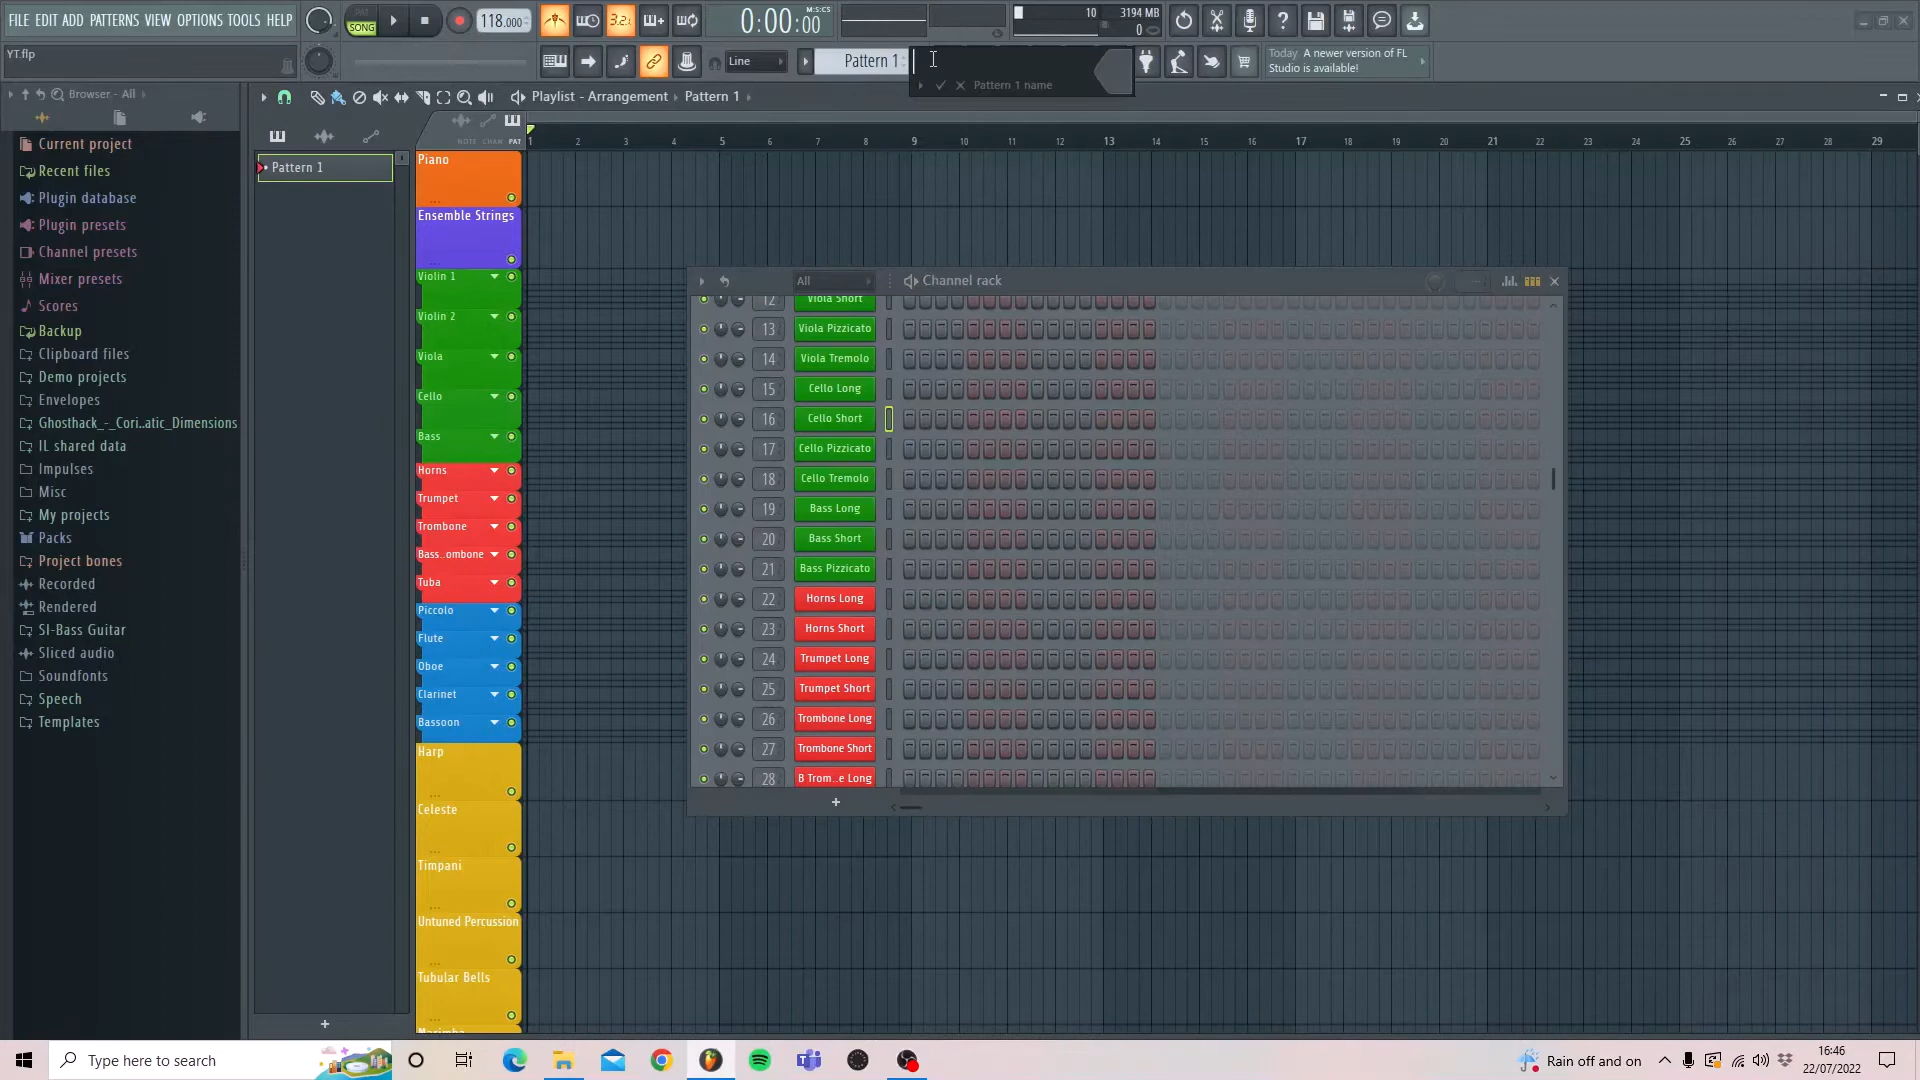 FILE EDIT ADD PATTERNS VIEW OPTIONS TOOLS HELP
PAT
SONG
118.000
3.2.
0:00:00
M:S:CS
10
3194 MB
0
YT.flp
Line
Pattern 1
Pattern 1 name
Today A newer version of FL
Studio is available!
Browser - All
Playlist - Arrangement
Pattern 1
Current project
Recent files
Plugin database
Plugin presets
Channel presets
Mixer presets
Scores
Backup
Clipboard files
Demo projects
Envelopes
Ghosthack_-_Cori..atic_Dimensions
IL shared data
Impulses
Misc
My projects
Packs
Project bones
Recorded
Rendered
SI-Bass Guitar
Sliced audio
Soundfonts
Speech
Templates
Pattern 1
NOTE CHAN PAT
1 2 3 4 5 6 7 8 9 10 11 12 13 14 15 16 17 18 19 20 21 22 23 24 25 26 27 28 29
Piano
Ensemble Strings
Violin 1
Violin 2
Viola
Cello
Bass
Horns
Trumpet
Trombone
Bass..ombone
Tuba
Piccolo
Flute
Oboe
Clarinet
Bassoon
Harp
Celeste
Timpani
Untuned Percussion
Tubular Bells
Marimba
All
Channel rack
12 Viola Short
13 Viola Pizzicato
14 Viola Tremolo
15 Cello Long
16 Cello Short
17 Cello Pizzicato
18 Cello Tremolo
19 Bass Long
20 Bass Short
21 Bass Pizzicato
22 Horns Long
23 Horns Short
24 Trumpet Long
25 Trumpet Short
26 Trombone Long
27 Trombone Short
28 B Trom..e Long
Type here to search
Rain off and on
16:46
22/07/2022